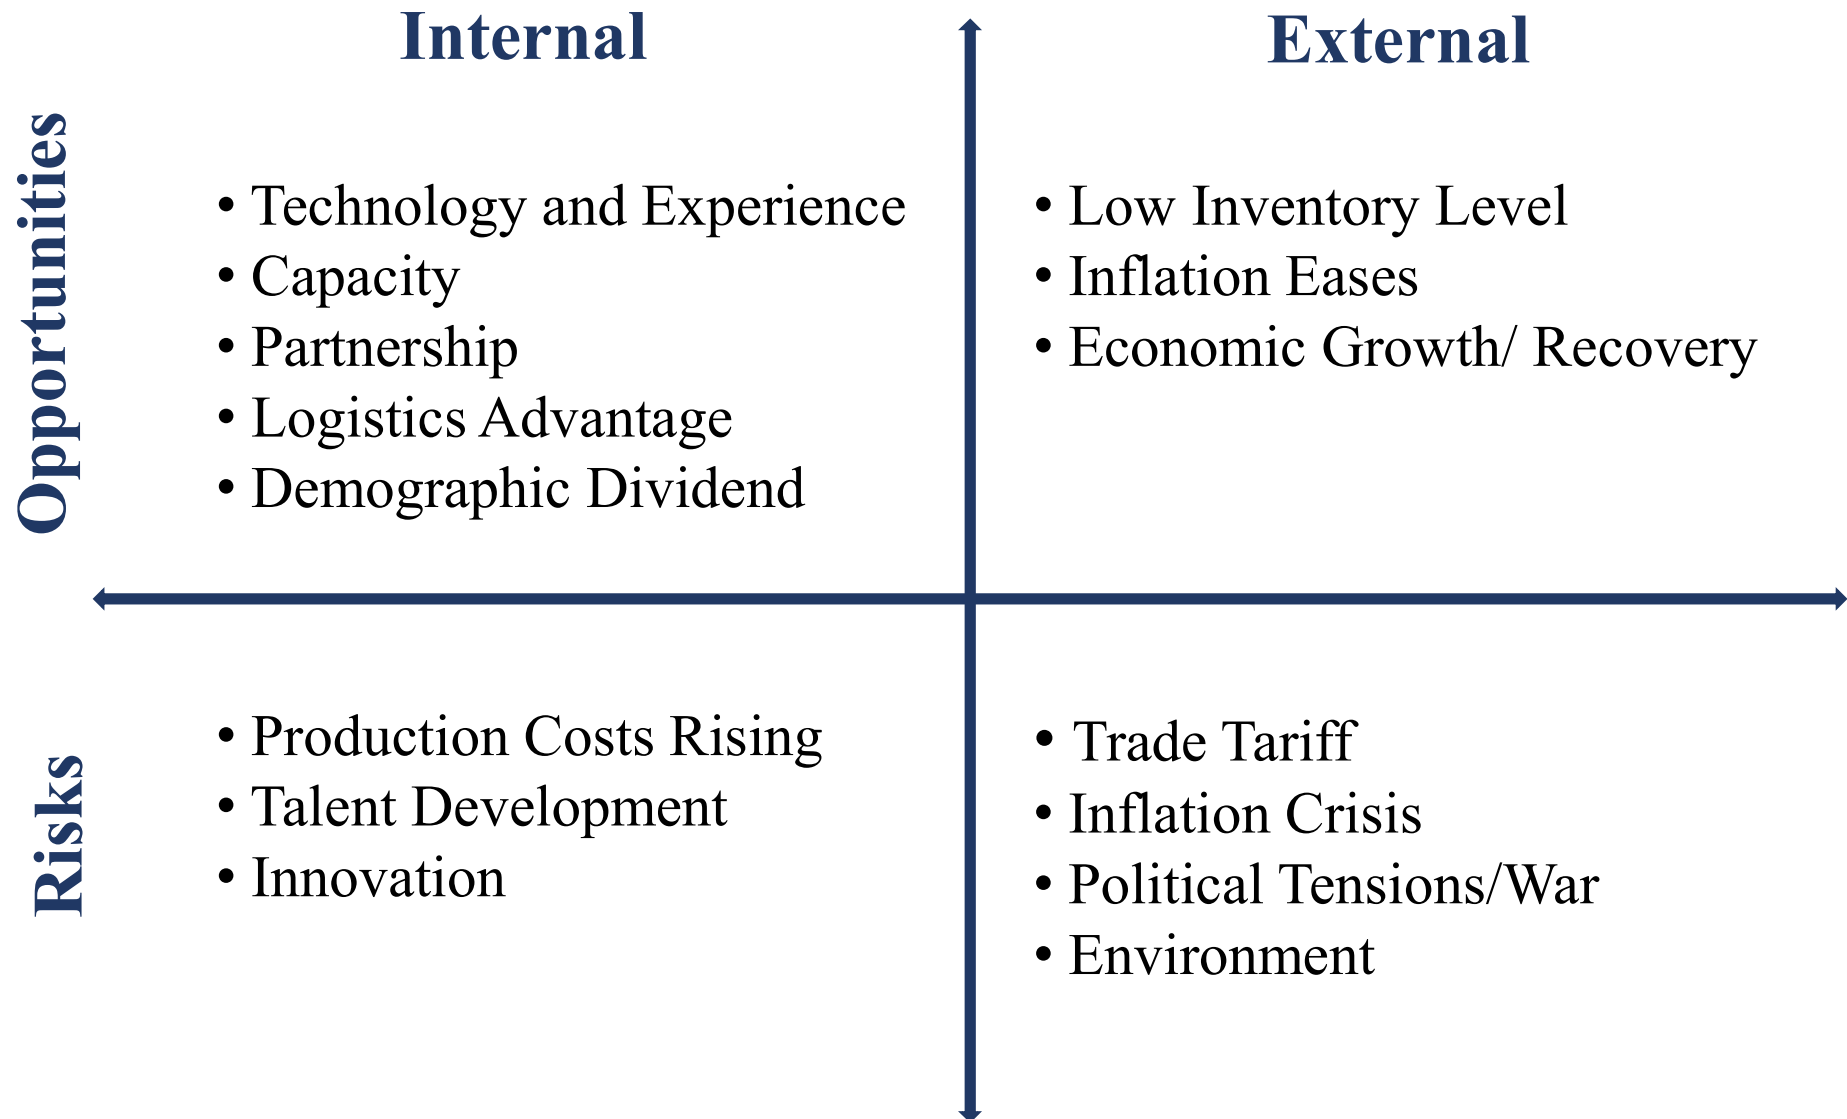 Internal
External
Opportunities
• Technology and Experience
• Capacity
• Partnership
• Logistics Advantage
• Demographic Dividend
• Low Inventory Level
• Inflation Eases
• Economic Growth/ Recovery
Risks
• Production Costs Rising
• Talent Development
• Innovation
• Trade Tariff
• Inflation Crisis
• Political Tensions/War
• Environment